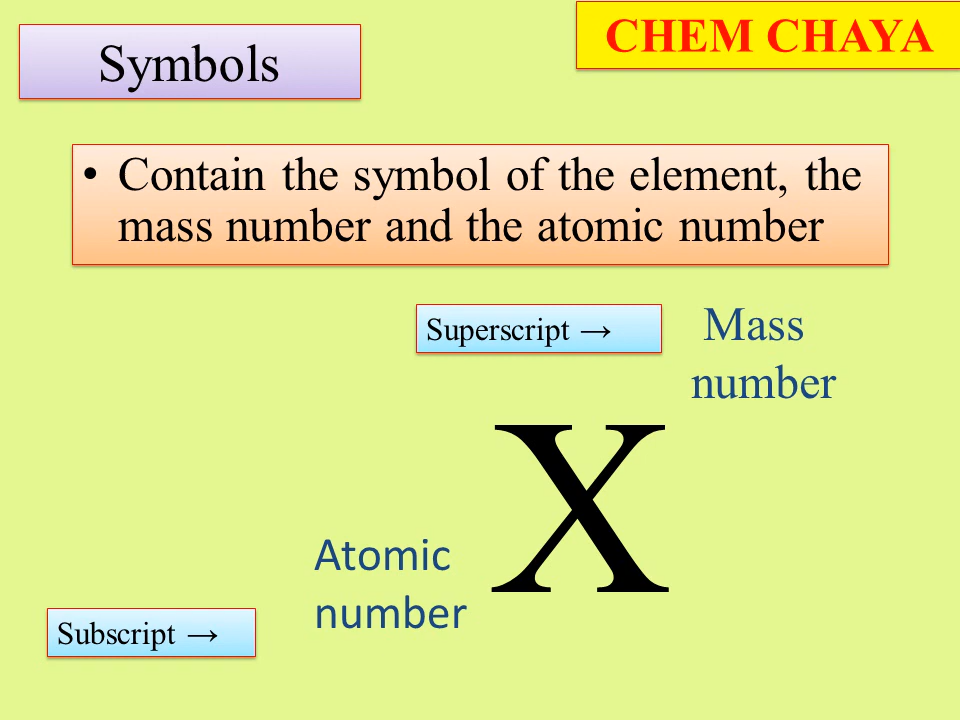 CHEM CHAYA
Symbols
• Contain the symbol of the element, the
mass number and the atomic number
Superscript →
Mass
number
X
Atomic
number
Subscript →